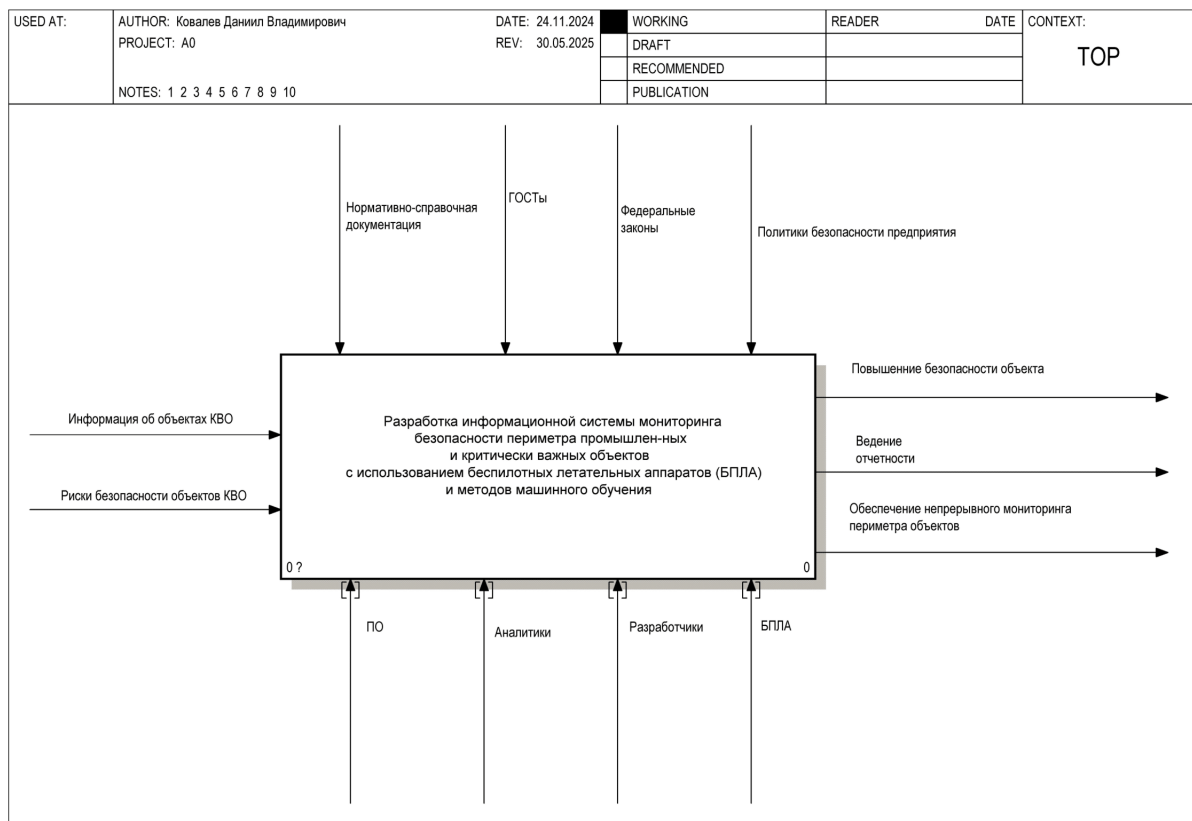 USED AT:
AUTHOR: Ковалев Даниил Владимирович
DATE: 24.11.2024
PROJECT: A0
REV: 30.05.2025
NOTES: 1 2 3 4 5 6 7 8 9 10
WORKING
DRAFT
RECOMMENDED
PUBLICATION
READER
DATE
CONTEXT:
TOP
Нормативно-справочная
документация
ГОСТы
Федеральные
законы
Политики безопасности предприятия
Информация об объектах КВО
Риски безопасности объектов КВО
Разработка информационной системы мониторинга
безопасности периметра промышлен-ных
и критически важных объектов
с использованием беспилотных летательных аппаратов (БПЛА)
и методов машинного обучения
0 ?
0
Повышенние безопасности объекта
Ведение
отчетности
Обеспечение непрерывного мониторинга
периметра объектов
ПО
Аналитики
Разработчики
БПЛА